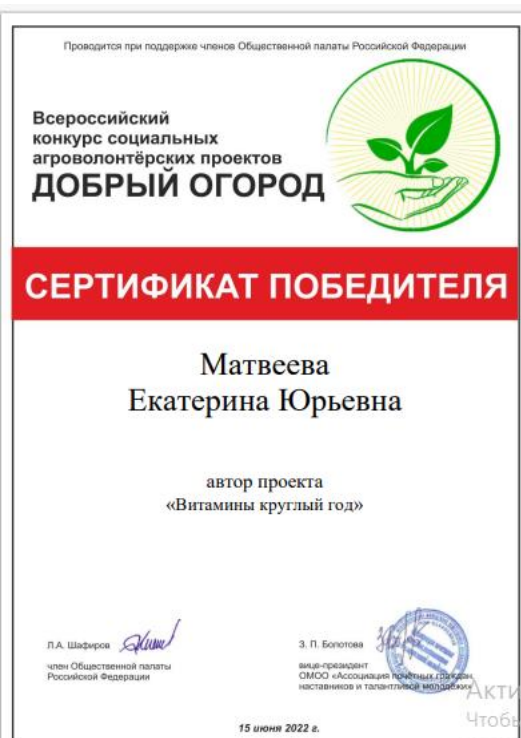 Проводится при поддержке членов Общественной палаты Российской Федерации
Всероссийский
конкурс социальных
агроволонтёрских проектов
ДОБРЫЙ ОГОРОД
СЕРТИФИКАТ ПОБЕДИТЕЛЯ
Матвеева
Екатерина Юрьевна
автор проекта
«Витамины круглый год»
Л.А. Шафиров
член Общественной палаты
Российской Федерации
З. П. Болотова
вице-президент
ОМОО «Ассоциация почётных граждан,
наставников и талантливой молодёжи»
15 июня 2022 г.
Акти
Чтобы